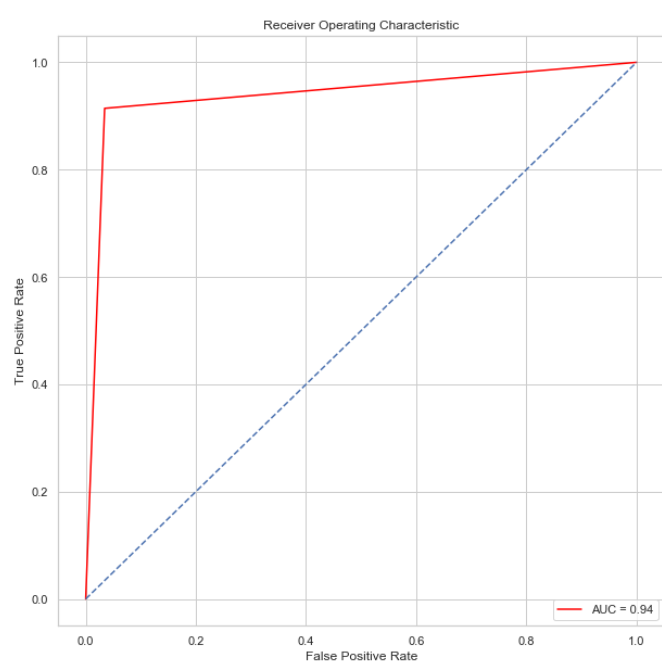 Receiver Operating Characteristic
1.0
0.8
0.6
0.4
0.2
0.0
True Positive Rate
0.0 0.2 0.4 0.6 0.8 1.0
False Positive Rate
AUC = 0.94